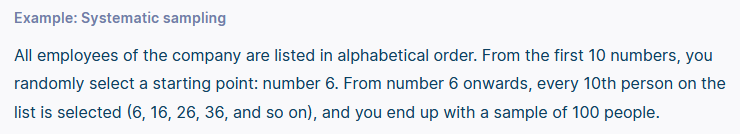 Example: Systematic sampling
All employees of the company are listed in alphabetical order. From the first 10 numbers, you
randomly select a starting point: number 6. From number 6 onwards, every 10th person on the
list is selected (6, 16, 26, 36, and so on), and you end up with a sample of 100 people.